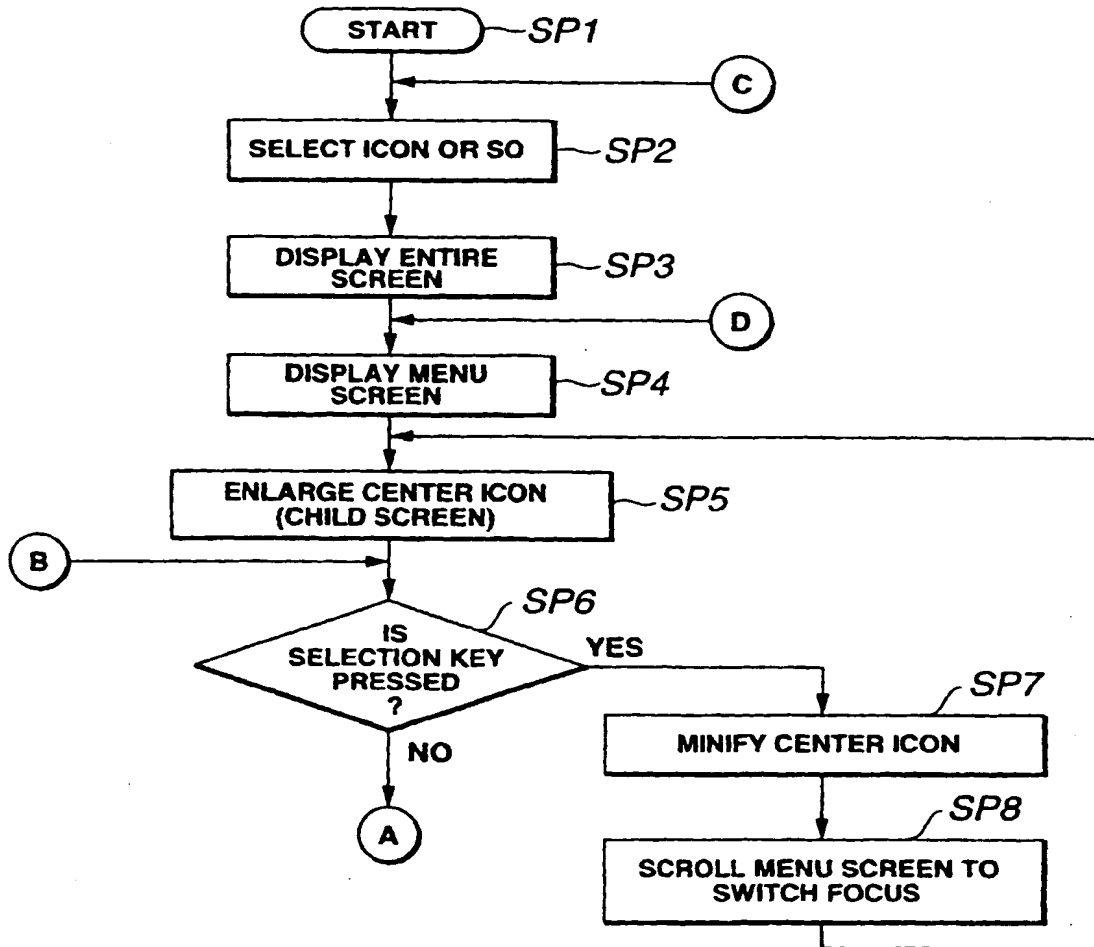 START
SP1
C
SELECT ICON OR SO
SP2
DISPLAY ENTIRE
SCREEN
SP3
D
DISPLAY MENU
SCREEN
SP4
ENLARGE CENTER ICON
(CHILD SCREEN)
SP5
B
SP6
IS
SELECTION KEY
PRESSED
?
YES
NO
SP7
MINIFY CENTER ICON
A
SP8
SCROLL MENU SCREEN TO
SWITCH FOCUS